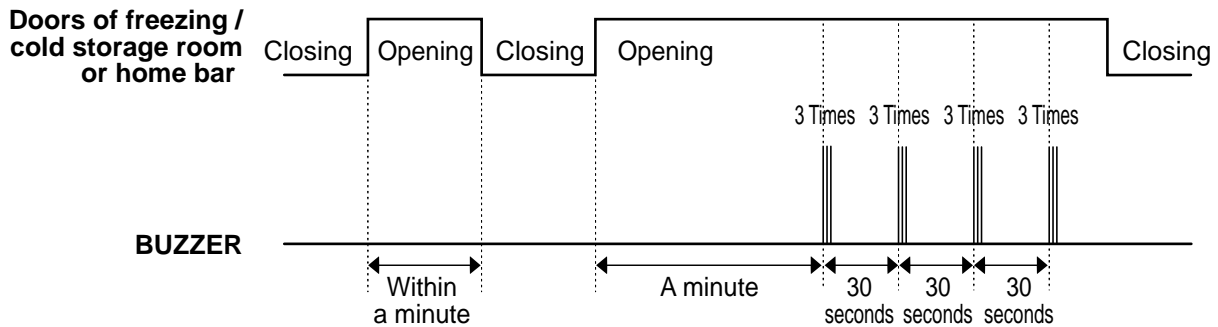 Doors of freezing /
cold storage room
or home bar
Closing Opening Closing Opening Closing
3 Times 3 Times 3 Times 3 Times
BUZZER
Within
a minute
A minute
30
seconds
30
seconds
30
seconds